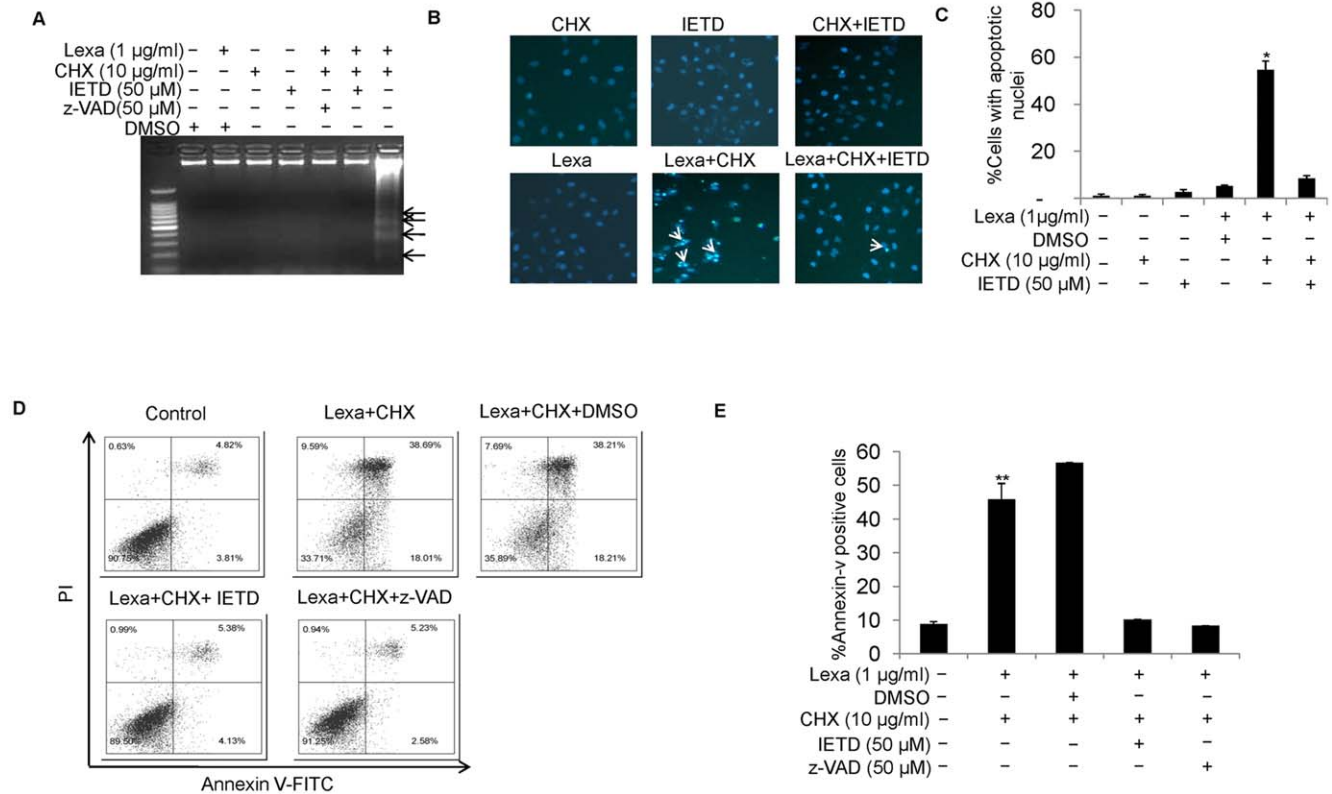 A
Lexa (1 µg/ml) – + – – + + +
CHX (10 µg/ml) – – + – + + +
IETD (50 µM) – – – + – + –
z-VAD(50 µM) – – – – + – –
DMSO + + – – – – –
B
CHX IETD CHX+IETD
Lexa Lexa+CHX Lexa+CHX+IETD
C
%Cells with apoptotic
nuclei
80
60
40
20
-
*
Lexa (1µg/ml) – – – + + +
DMSO – – – + – –
CHX (10 µg/ml) – + – – + +
IETD (50 µM) – – + – – +
D
Control Lexa+CHX Lexa+CHX+DMSO
0.63% 4.82% 9.59% 38.69% 7.69% 38.21%
90.75% 3.81% 33.71% 18.01% 35.89% 18.21%
Lexa+CHX+ IETD Lexa+CHX+z-VAD
0.99% 5.38% 0.94% 5.23%
89.50% 4.13% 91.25% 2.58%
PI
Annexin V-FITC
E
%Annexin-v positive cells
60
50
40
30
20
10
0
**
Lexa (1 µg/ml) – + + + +
DMSO – – + – –
CHX (10 µg/ml) – + + + +
IETD (50 µM) – – – + –
z-VAD (50 µM) – – – – +